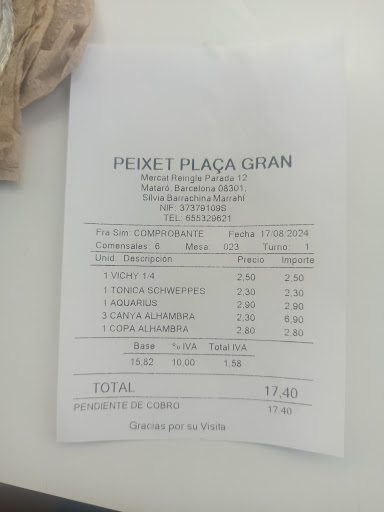 PEIXET PLAÇA GRAN
Mercat Reingle Parada 12
Mataró, Barcelona 08301,
Silvia Barrachina Marrahí
NIF: 37379109S
TEL: 655329621
Fra Sim: COMPROBANTE Fecha 17/08/2024
Comensales: 6 Mesa: 023 Turno: 1
Unid Descripción Precio Importe
1 VICHY 1/4 2,50 2,50
1 TONICA SCHWEPPES 2,30 2,30
1 AQUARIUS 2,90 2,90
3 CANYA ALHAMBRA 2,30 6,90
1 COPA ALHAMBRA 2,80 2,80
Base % IVA Total IVA
15,82 10,00 1,58
TOTAL 17,40
PENDIENTE DE COBRO 17,40
Gracias por su Visita